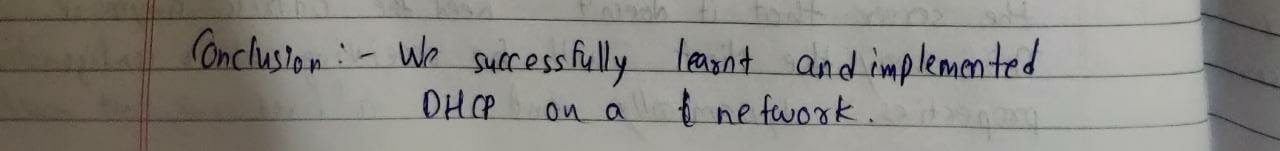 Conclusion :- We successfully learnt and implemented
DHCP on a network.